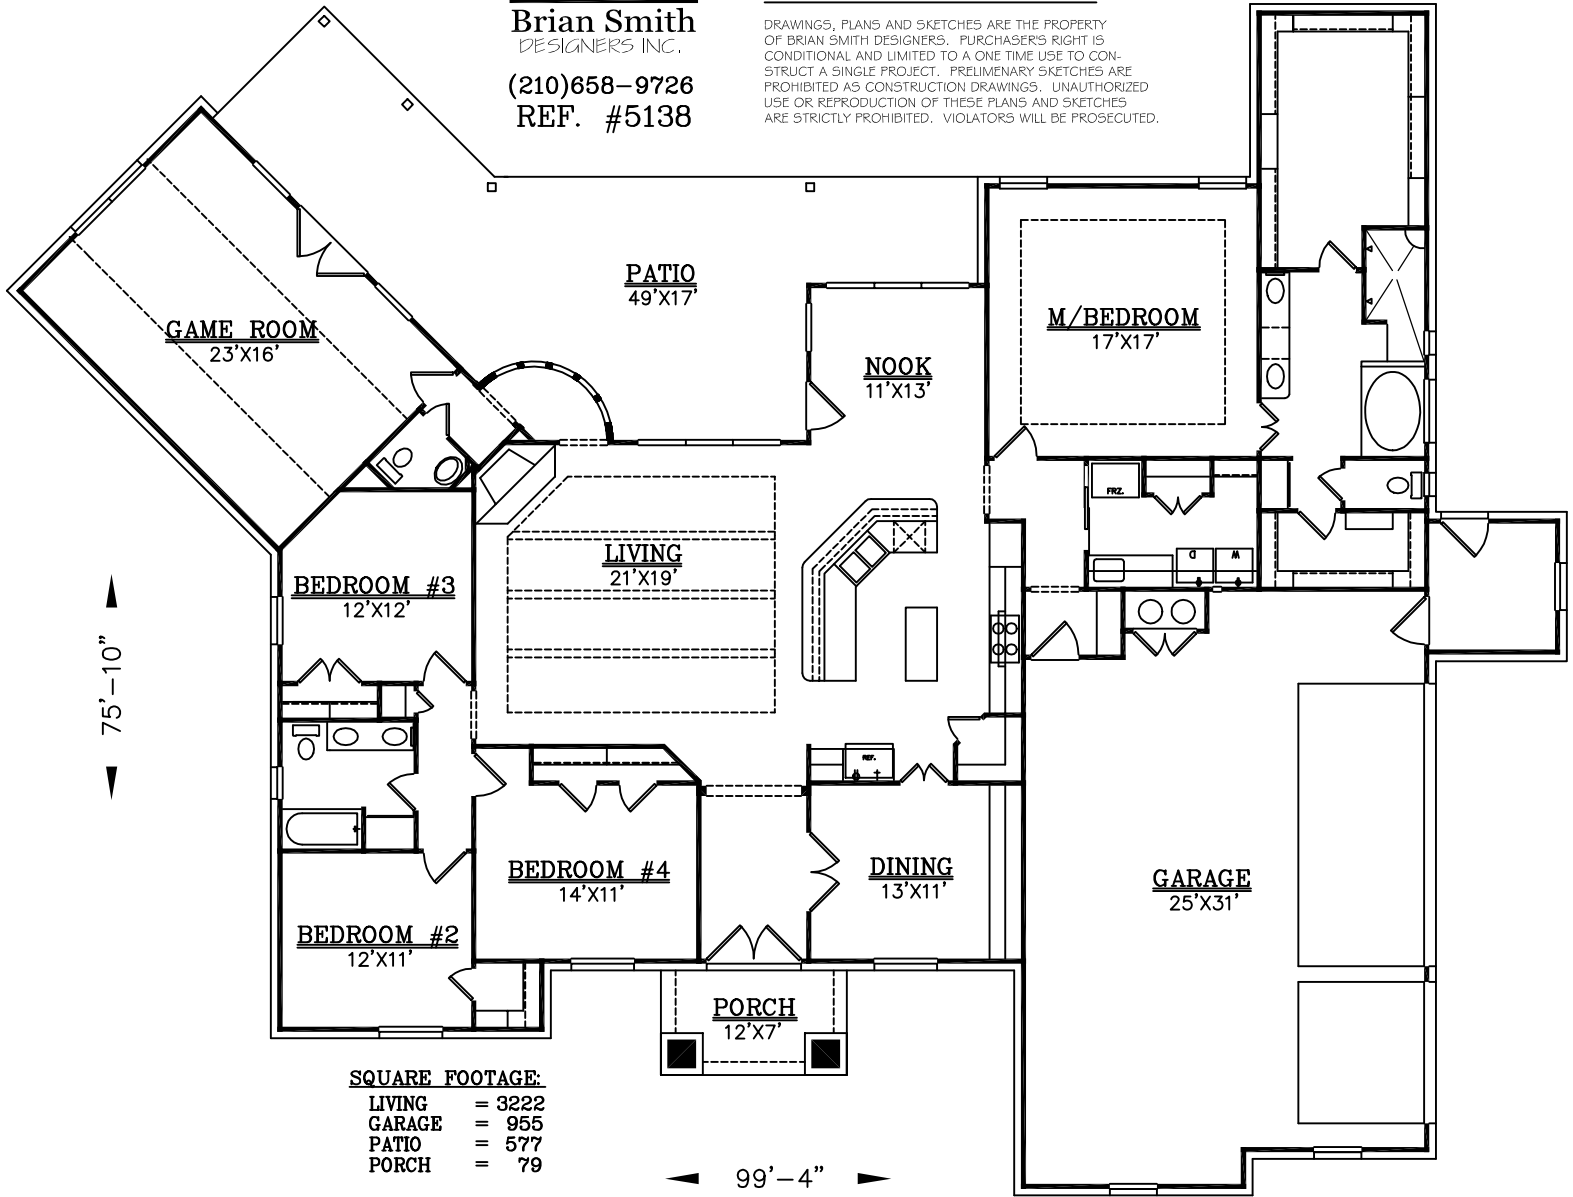 Brian Smith
DESIGNERS INC.
(210)658-9726
REF. #5138
DRAWINGS, PLANS AND SKETCHES ARE THE PROPERTY
OF BRIAN SMITH DESIGNERS. PURCHASER'S RIGHT IS
CONDITIONAL AND LIMITED TO A ONE TIME USE TO CON-
STRUCT A SINGLE PROJECT. PRELIMENARY SKETCHES ARE
PROHIBITED AS CONSTRUCTION DRAWINGS. UNAUTHORIZED
USE OR REPRODUCTION OF THESE PLANS AND SKETCHES
ARE STRICTLY PROHIBITED. VIOLATORS WILL BE PROSECUTED.
PATIO
49'X17'
GAME ROOM
23'X16'
M/BEDROOM
17'X17'
NOOK
11'X13'
FRZ.
LIVING
21'X19'
D
W
BEDROOM #3
12'X12'
75'-10"
REF.
BEDROOM #4
14'X11'
DINING
13'X11'
GARAGE
25'X31'
BEDROOM #2
12'X11'
PORCH
12'X7'
SQUARE FOOTAGE:
LIVING = 3222
GARAGE = 955
PATIO = 577
PORCH = 79
99'-4"